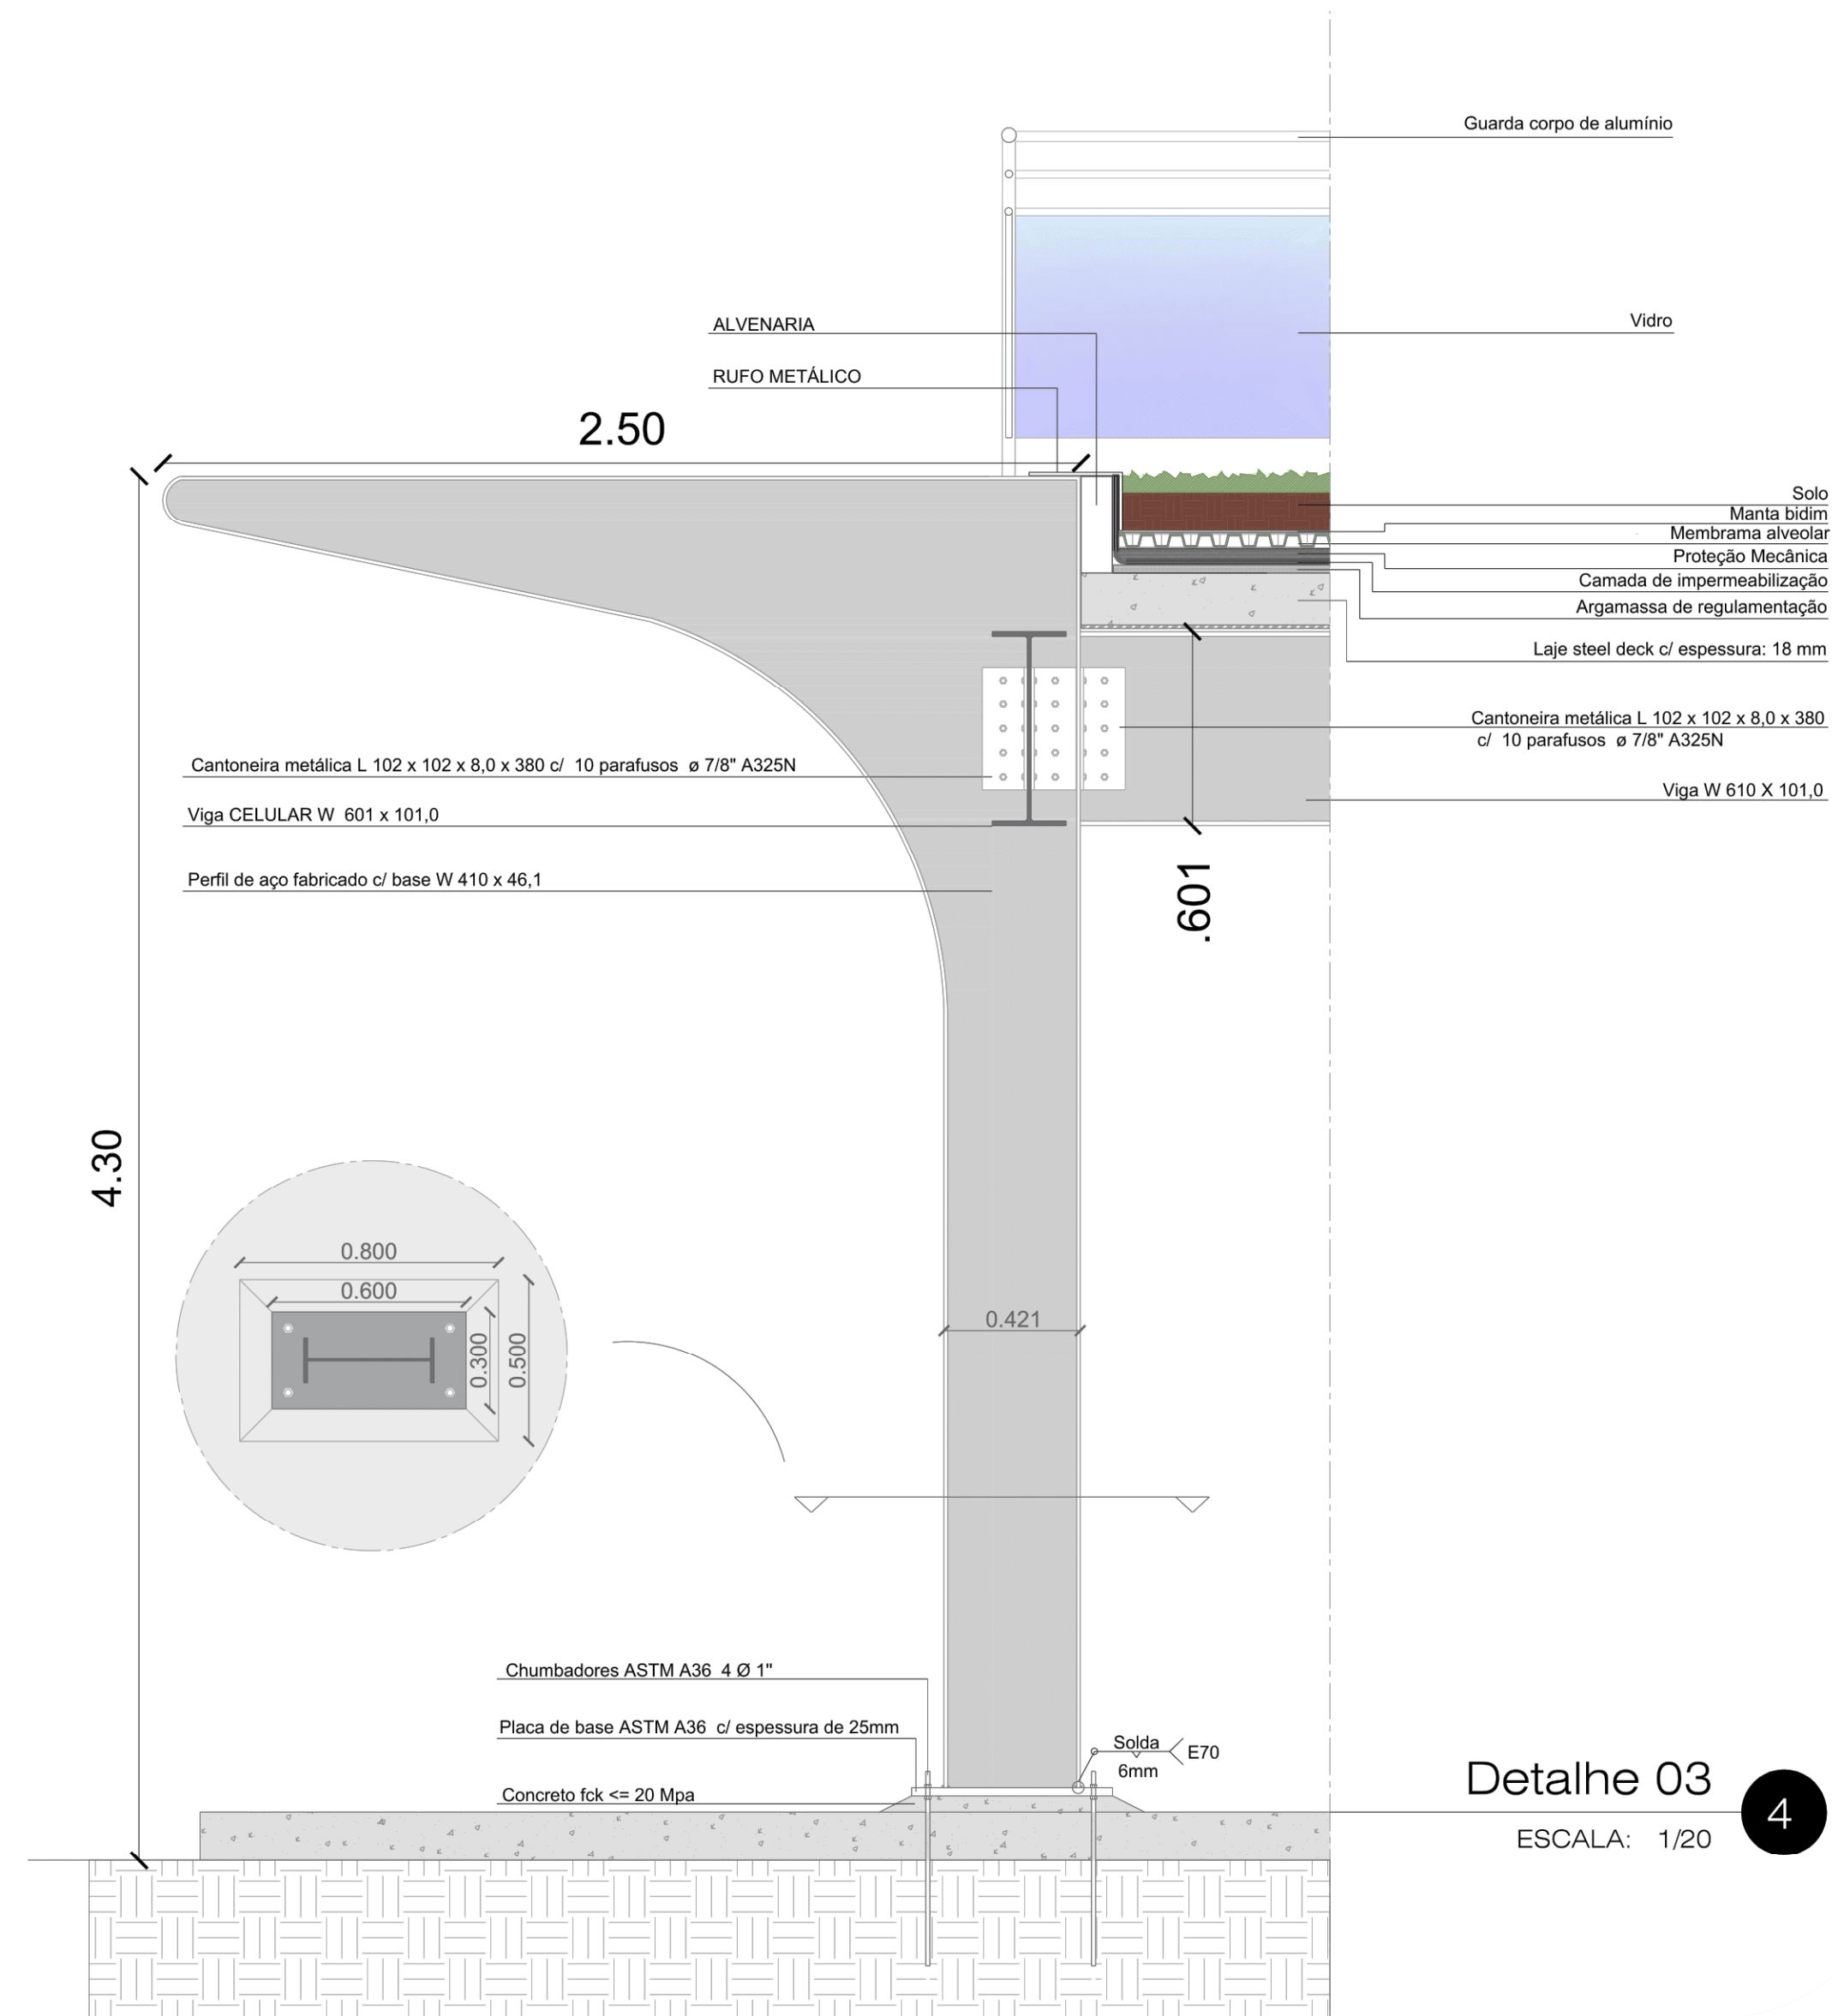 Guarda corpo de alumínio
Vidro
ALVENARIA
RUFO METÁLICO
2.50
Solo
Manta bidim
Membrama alveolar
Proteção Mecânica
Camada de impermeabilização
Argamassa de regulamentação
Laje steel deck c/ espessura: 18 mm
Cantoneira metálica L 102 x 102 x 8,0 x 380
c/ 10 parafusos ø 7/8" A325N
Viga W 610 X 101,0
Cantoneira metálica L 102 x 102 x 8,0 x 380 c/ 10 parafusos ø 7/8" A325N
Viga CELULAR W 601 x 101,0
Perfil de aço fabricado c/ base W 410 x 46,1
.601
4.30
0.800
0.600
0.300
0.500
0.421
Chumbadores ASTM A36 4 Ø 1"
Placa de base ASTM A36 c/ espessura de 25mm
Concreto fck <= 20 Mpa
Solda
6mm
E70
Detalhe 03
ESCALA: 1/20
4